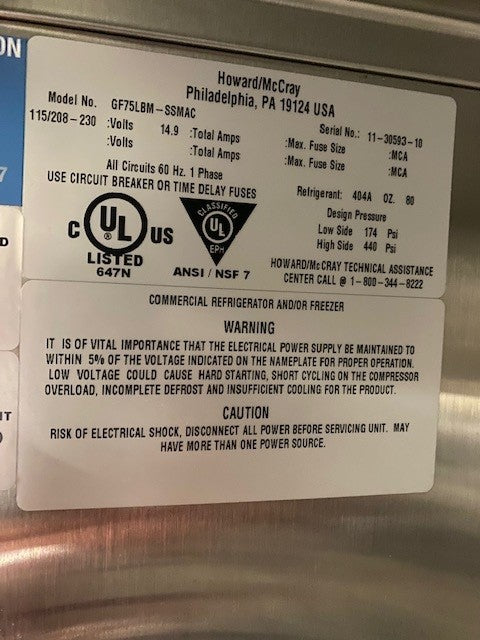 ON
7
D
IT
Howard/McCray
Philadelphia, PA 19124 USA
Model No. GF75LBM-SSMAC
Serial No.: 11-30593-10
115/208-230 :Volts 14.9 :Total Amps :Max. Fuse Size :MCA
:Volts :Total Amps :Max. Fuse Size :MCA
All Circuits 60 Hz. 1 Phase
USE CIRCUIT BREAKER OR TIME DELAY FUSES
Refrigerant: 404A OZ. 80
Design Pressure
Low Side 174 Psi
High Side 440 Psi
C UL ® US
LISTED
647N
CLASSIFIED
UL
EPH
ANSI / NSF 7
HOWARD/McCRAY TECHNICAL ASSISTANCE
CENTER CALL @ 1-800-344-8222
COMMERCIAL REFRIGERATOR AND/OR FREEZER
WARNING
IT IS OF VITAL IMPORTANCE THAT THE ELECTRICAL POWER SUPPLY BE MAINTAINED TO
WITHIN 5% OF THE VOLTAGE INDICATED ON THE NAMEPLATE FOR PROPER OPERATION.
LOW VOLTAGE COULD CAUSE HARD STARTING, SHORT CYCLING ON THE COMPRESSOR
OVERLOAD, INCOMPLETE DEFROST AND INSUFFICIENT COOLING FOR THE PRODUCT.
CAUTION
RISK OF ELECTRICAL SHOCK, DISCONNECT ALL POWER BEFORE SERVICING UNIT. MAY
HAVE MORE THAN ONE POWER SOURCE.